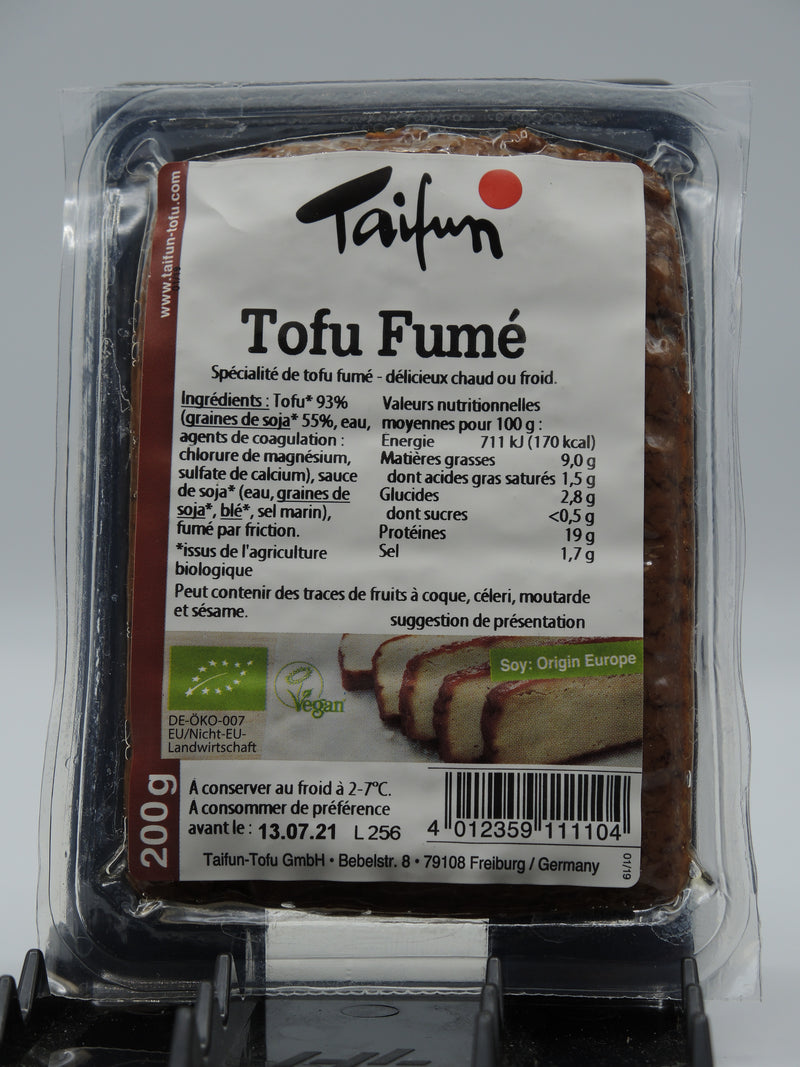 www.taifun-tofu.com
Taifun
Tofu Fumé
Spécialité de tofu fumé - délicieux chaud ou froid.
Ingrédients : Tofu* 93%
(graines de soja* 55%, eau,
agents de coagulation :
chlorure de magnésium,
sulfate de calcium), sauce
de soja* (eau, graines de
soja*, blé*, sel marin),
fumé par friction.
*issus de l'agriculture
biologique
Valeurs nutritionnelles
moyennes pour 100 g :
Energie 711 kJ (170 kcal)
Matières grasses 9,0 g
dont acides gras saturés 1,5 g
Glucides 2,8 g
dont sucres <0,5 g
Protéines 19 g
Sel 1,7 g
Peut contenir des traces de fruits à coque, céleri, moutarde
et sésame.
suggestion de présentation
Soy: Origin Europe
Vegan
DE-ÖKO-007
EU/Nicht-EU-
Landwirtschaft
200g
A conserver au froid à 2-7°C.
A consommer de préférence
avant le : 13.07.21 L 256
4 012359 111104
Taifun-Tofu GmbH • Bebelstr. 8 • 79108 Freiburg / Germany
01/19